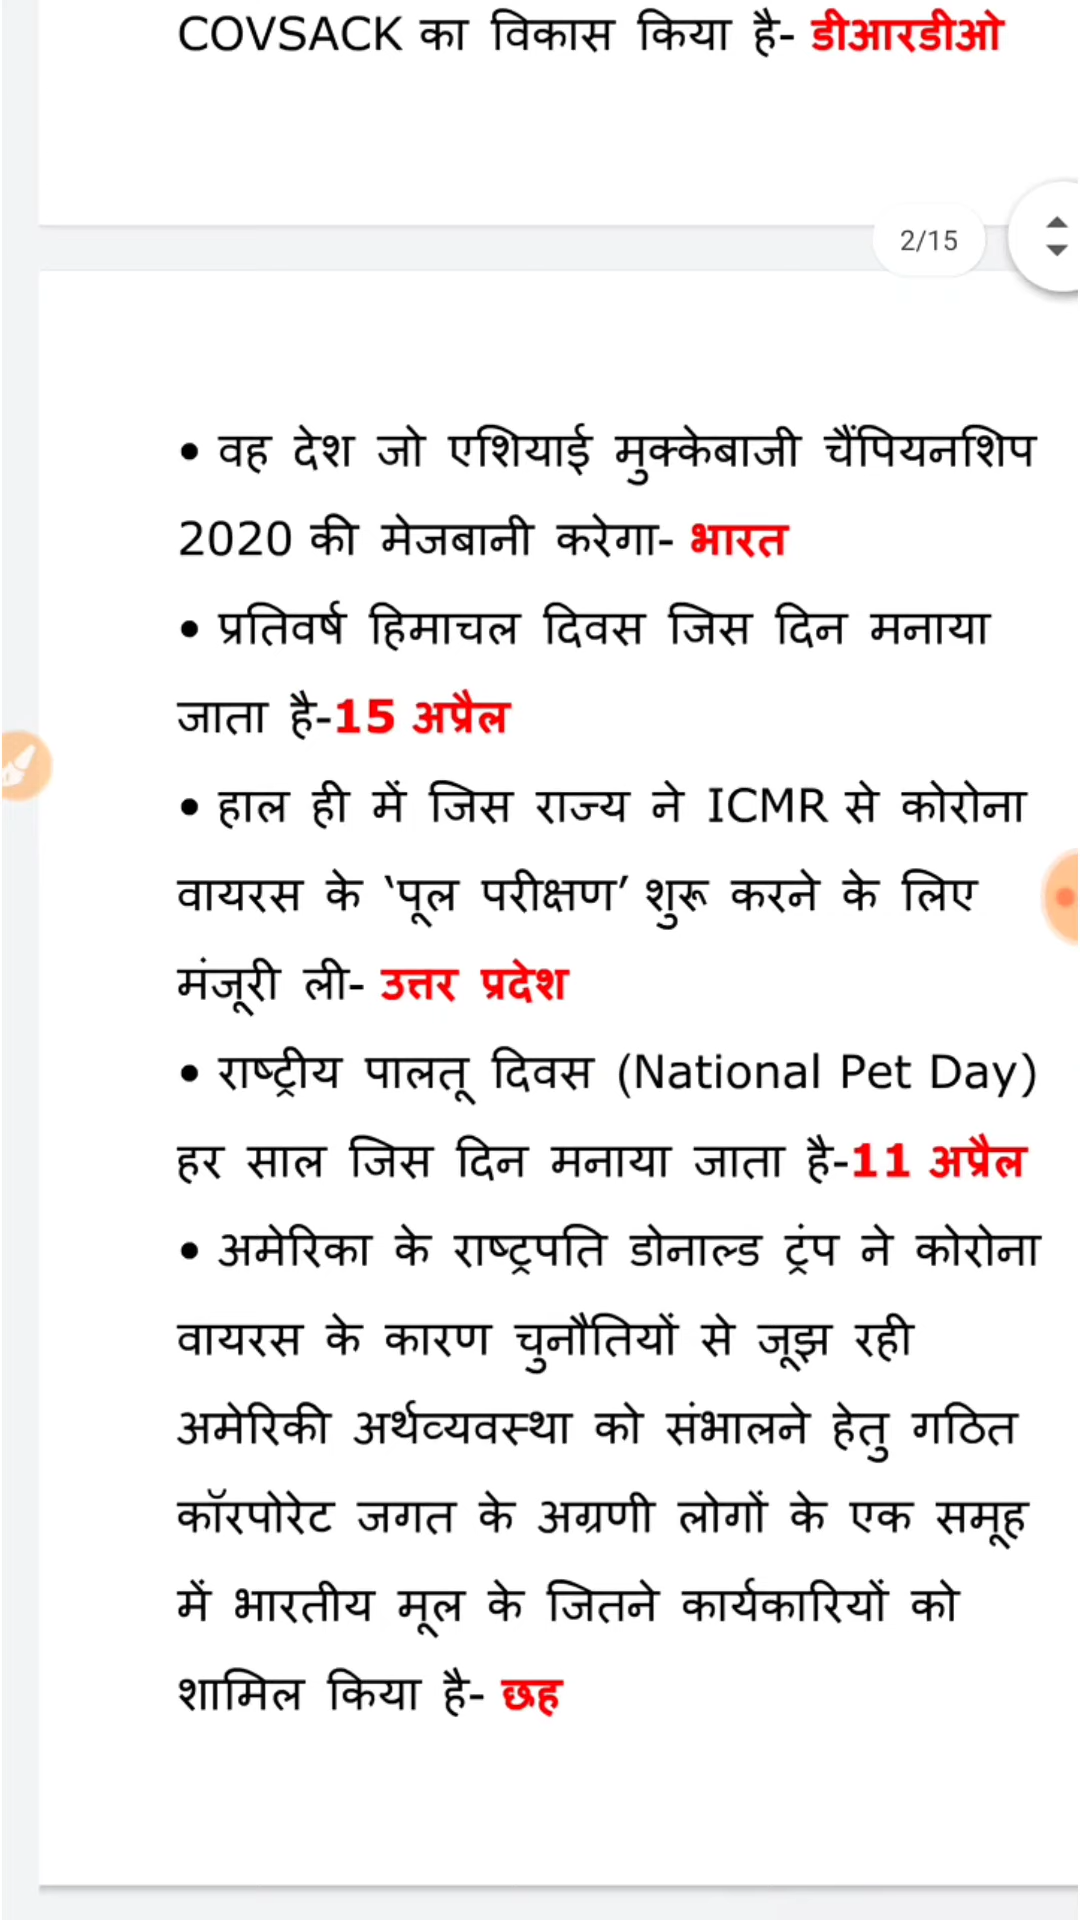 COVSACK का विकास किया है- डीआरडीओ
2/15
• वह देश जो एशियाई मुक्केबाजी चैंपियनशिप
2020 की मेजबानी करेगा- भारत
• प्रतिवर्ष हिमाचल दिवस जिस दिन मनाया
जाता है-15 अप्रैल
• हाल ही में जिस राज्य ने ICMR से कोरोना
वायरस के ‘पूल परीक्षण’ शुरू करने के लिए
मंजूरी ली- उत्तर प्रदेश
• राष्ट्रीय पालतू दिवस (National Pet Day)
हर साल जिस दिन मनाया जाता है-11 अप्रैल
• अमेरिका के राष्ट्रपति डोनाल्ड ट्रंप ने कोरोना
वायरस के कारण चुनौतियों से जूझ रही
अमेरिकी अर्थव्यवस्था को संभालने हेतु गठित
कॉरपोरेट जगत के अग्रणी लोगों के एक समूह
में भारतीय मूल के जितने कार्यकारियों को
शामिल किया है- छह